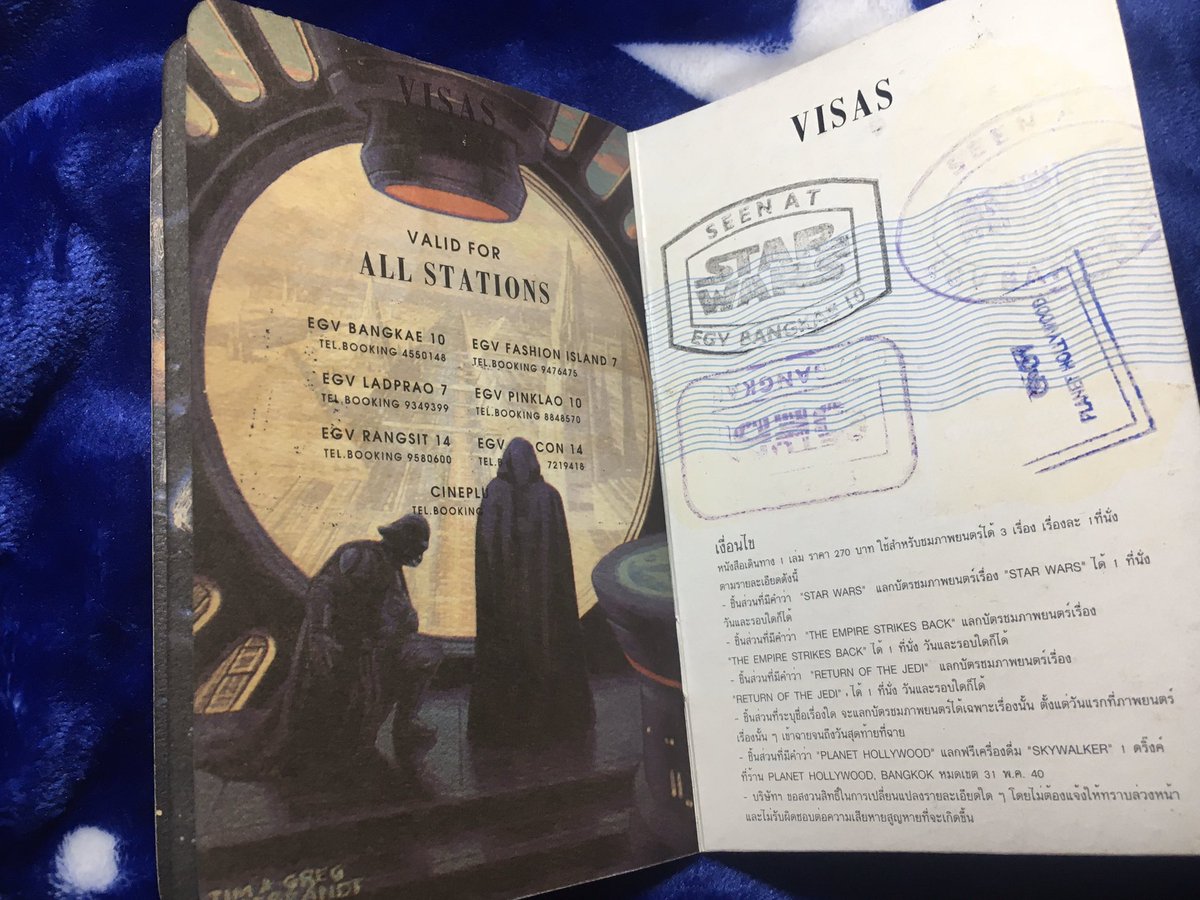 VISAS
VALID FOR
ALL STATIONS
EGV BANGKAE 10
TEL.BOOKING 4550148
EGV FASHION ISLAND 7
TEL.BOOKING 9476475
EGV LADPRAO 7
TEL.BOOKING 9349399
EGV PINKLAO 10
TEL.BOOKING 8848570
EGV RANGSIT 14
TEL.BOOKING 9580600
EGV CON 14
7219418
TEL.BOOKING
TIM & GREG
VISAS
SEEN AT
STAR
WARS
EGV BANGKAE 10
SEEN AT
PLANET HOLLYWOOD
เงื่อนไข
หนังสือเดินทาง 1 เล่ม ราคา 270 บาท ใช้สำหรับชมภาพยนตร์ได้ 3 เรื่อง เรื่องละ 1 ที่นั่ง
ตามรายละเอียดดังนี้
- ชิ้นส่วนที่มีคำว่า "STAR WARS" แลกบัตรชมภาพยนตร์เรื่อง "STAR WARS" ได้ 1 ที่นั่ง
วันและรอบใดก็ได้
- ชิ้นส่วนที่มีคำว่า "THE EMPIRE STRIKES BACK" แลกบัตรชมภาพยนตร์เรื่อง
"THE EMPIRE STRIKES BACK" ได้ 1 ที่นั่ง วันและรอบใดก็ได้
- ชิ้นส่วนที่มีคำว่า "RETURN OF THE JEDI" แลกบัตรชมภาพยนตร์เรื่อง
"RETURN OF THE JEDI" ได้ 1 ที่นั่ง วันและรอบใดก็ได้
- ชิ้นส่วนที่ระบุชื่อเรื่องใด จะแลกบัตรชมภาพยนตร์ได้เฉพาะเรื่องนั้น ตั้งแต่วันแรกที่ภาพยนตร์
เรื่องนั้น ๆ เข้าฉายจนถึงวันสุดท้ายที่ฉาย
- ชิ้นส่วนที่มีคำว่า "PLANET HOLLYWOOD" แลกฟรีเครื่องดื่ม "SKYWALKER" 1 ดริ๊งค์
ที่ร้าน PLANET HOLLYWOOD, BANGKOK หมดเขต 31 พ.ค. 40
- บริษัทฯ ขอสงวนสิทธิ์ในการเปลี่ยนแปลงรายละเอียดใด ๆ โดยไม่ต้องแจ้งให้ทราบล่วงหน้า
และไม่รับผิดชอบต่อความเสียหายสูญหายที่จะเกิดขึ้น